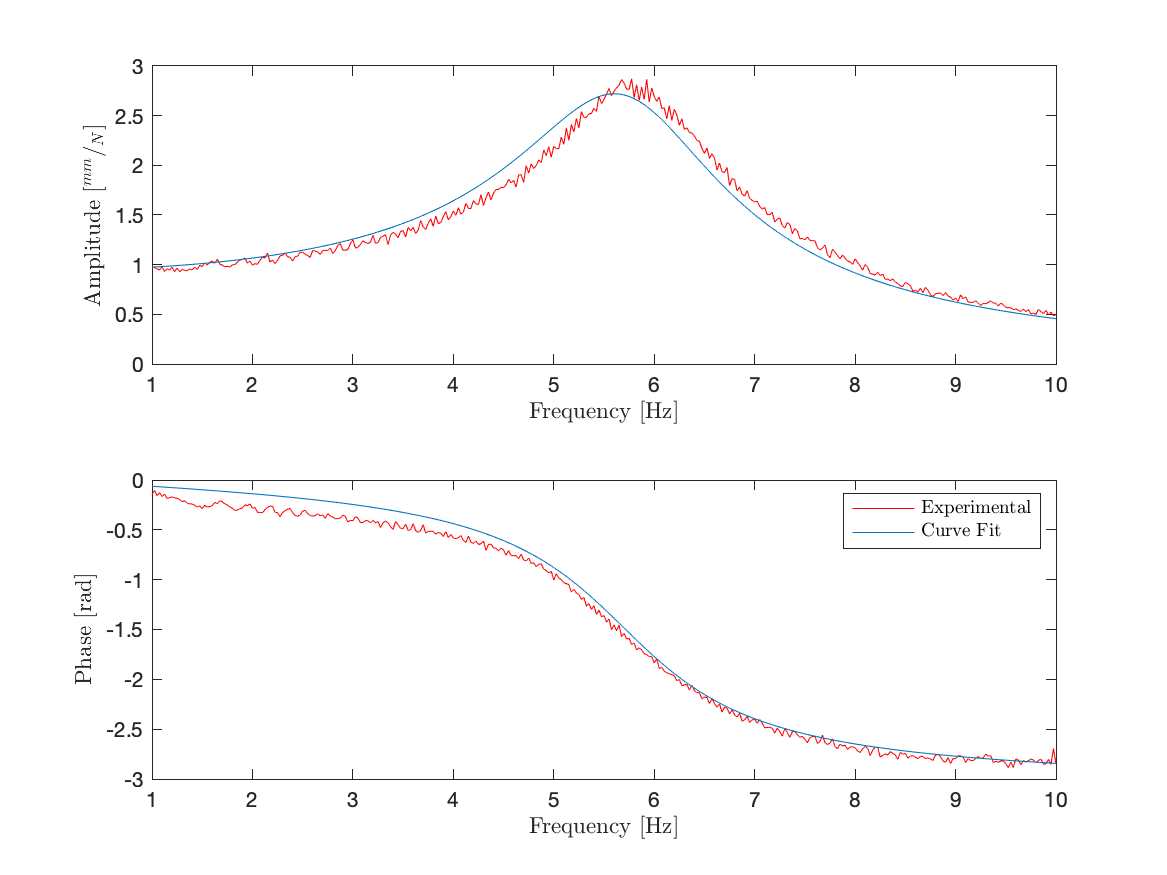 3
2.5
2
1.5
1
0.5
0
Amplitude [mm/N]
1 2 3 4 5 6 7 8 9 10
Frequency [Hz]
0
-0.5
-1
-1.5
-2
-2.5
-3
Phase [rad]
Experimental
Curve Fit
1 2 3 4 5 6 7 8 9 10
Frequency [Hz]